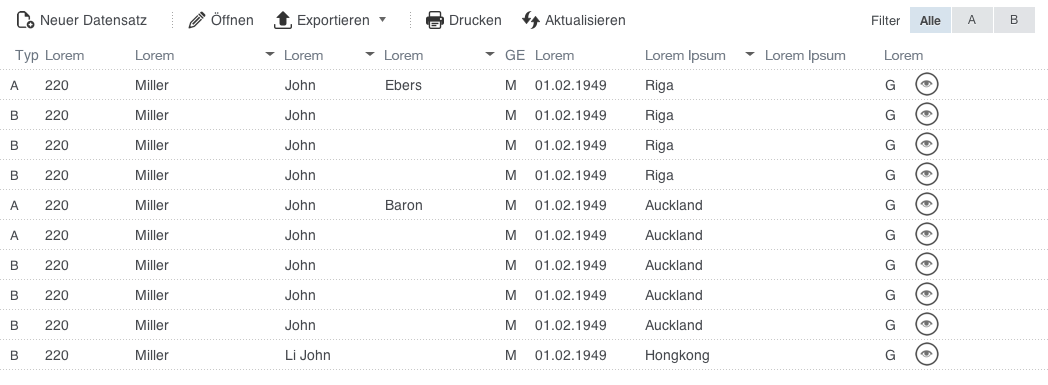 Neuer Datensatz Öffnen Exportieren Drucken Aktualisieren Filter Alle A B
Typ Lorem Lorem Lorem Lorem GE Lorem Lorem Ipsum Lorem Ipsum Lorem
A 220 Miller John Ebers M 01.02.1949 Riga G
B 220 Miller John M 01.02.1949 Riga G
B 220 Miller John M 01.02.1949 Riga G
B 220 Miller John M 01.02.1949 Riga G
A 220 Miller John Baron M 01.02.1949 Auckland G
A 220 Miller John M 01.02.1949 Auckland G
B 220 Miller John M 01.02.1949 Auckland G
B 220 Miller John M 01.02.1949 Auckland G
B 220 Miller John M 01.02.1949 Auckland G
B 220 Miller Li John M 01.02.1949 Hongkong G